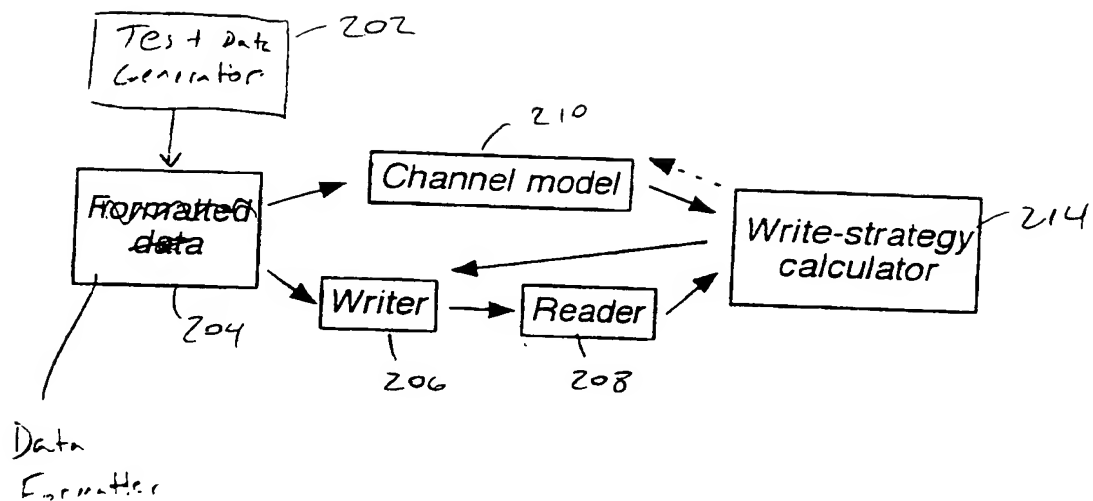 Test Data
Generator
202
210
Channel model
Formatted
data
Write-strategy
calculator
214
Writer
Reader
204
206
208
Data
Formatter